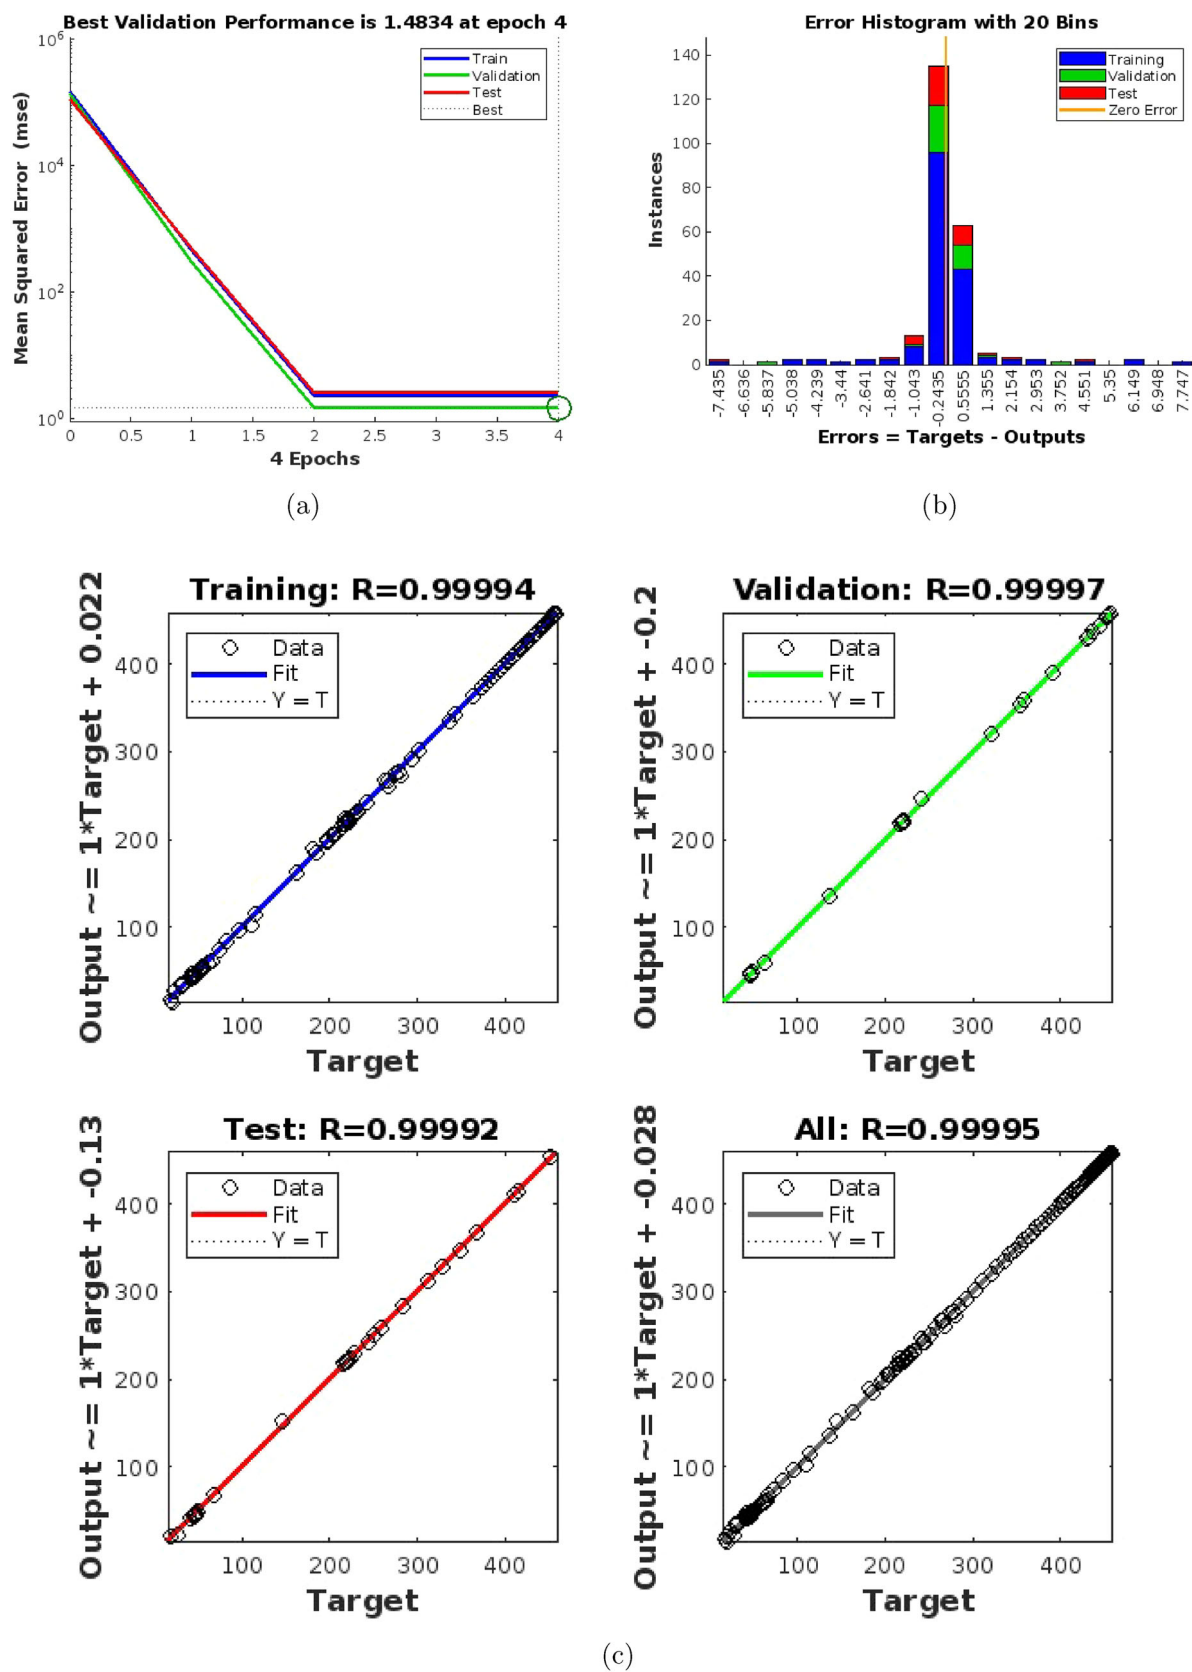 Best Validation Performance is 1.4834 at epoch 4
Mean Squared Error (mse)
10^6
10^4
10^2
10^0
Train
Validation
Test
Best
0 0.5 1 1.5 2 2.5 3 3.5 4
4 Epochs
(a)
Error Histogram with 20 Bins
Instances
140
120
100
80
60
40
20
0
Training
Validation
Test
Zero Error
-7.435
-6.636
-5.837
-5.038
-4.239
-3.44
-2.641
-1.842
-1.043
-0.2435
0.5555
1.355
2.154
2.953
3.752
4.551
5.35
6.149
6.948
7.747
Errors = Targets - Outputs
(b)
Training: R=0.99994
Output ~= 1*Target + 0.022
Data
Fit
Y = T
400
300
200
100
100 200 300 400
Target
Validation: R=0.99997
Output ~= 1*Target + -0.2
Data
Fit
Y = T
400
300
200
100
100 200 300 400
Target
Test: R=0.99992
Output ~= 1*Target + -0.13
Data
Fit
Y = T
400
300
200
100
100 200 300 400
Target
All: R=0.99995
Output ~= 1*Target + -0.028
Data
Fit
Y = T
400
300
200
100
100 200 300 400
Target
(c)